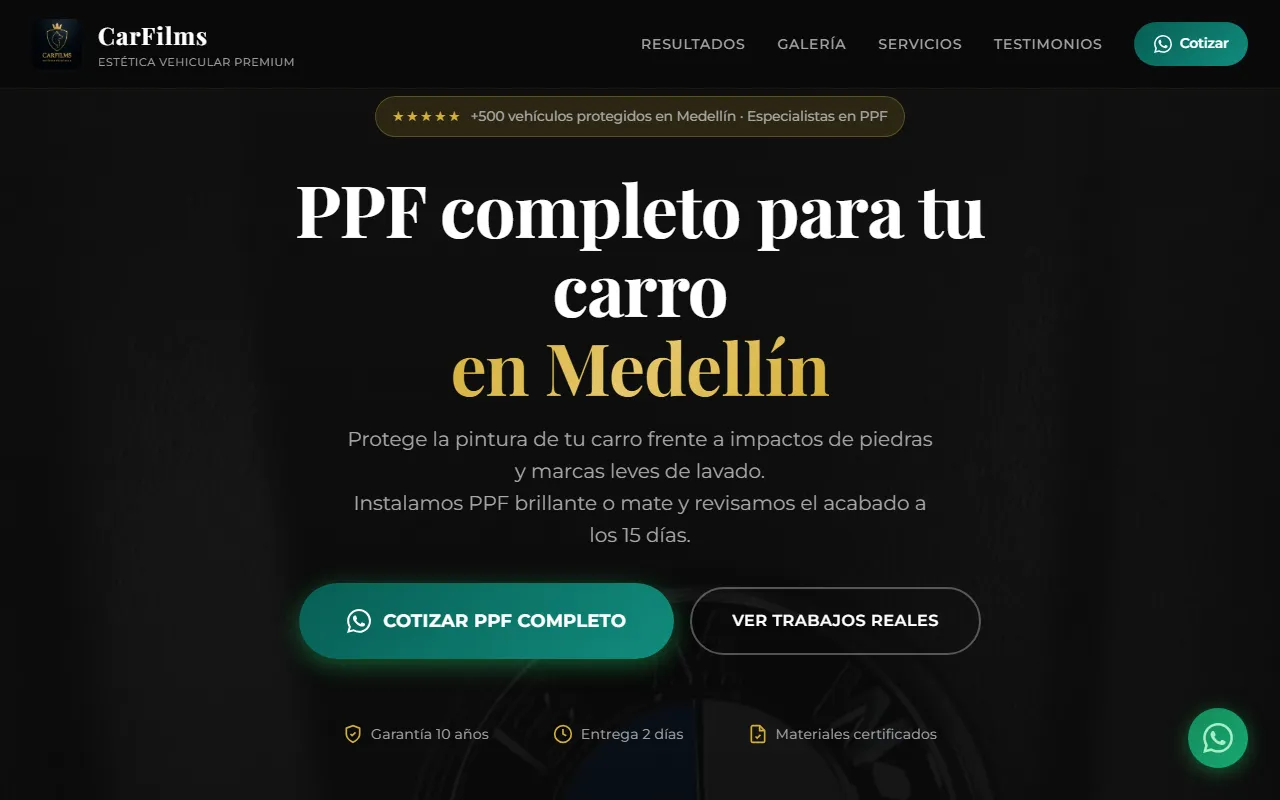 CARFILMS
CarFilms
ESTÉTICA VEHICULAR PREMIUM
RESULTADOS
GALERÍA
SERVICIOS
TESTIMONIOS
Cotizar
★★★★★ +500 vehículos protegidos en Medellín · Especialistas en PPF
PPF completo para tu
carro
en Medellín
Protege la pintura de tu carro frente a impactos de piedras
y marcas leves de lavado.
Instalamos PPF brillante o mate y revisamos el acabado a
los 15 días.
COTIZAR PPF COMPLETO
VER TRABAJOS REALES
Garantía 10 años
Entrega 2 días
Materiales certificados